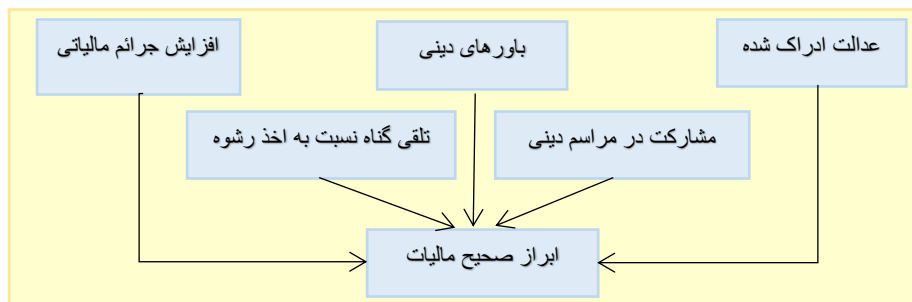 عدالت ادراک شده
باورهای دینی
افزایش جرائم مالیاتی
مشارکت در مراسم دینی
تلقی گناه نسبت به اخذ رشوه
ابراز صحیح مالیات